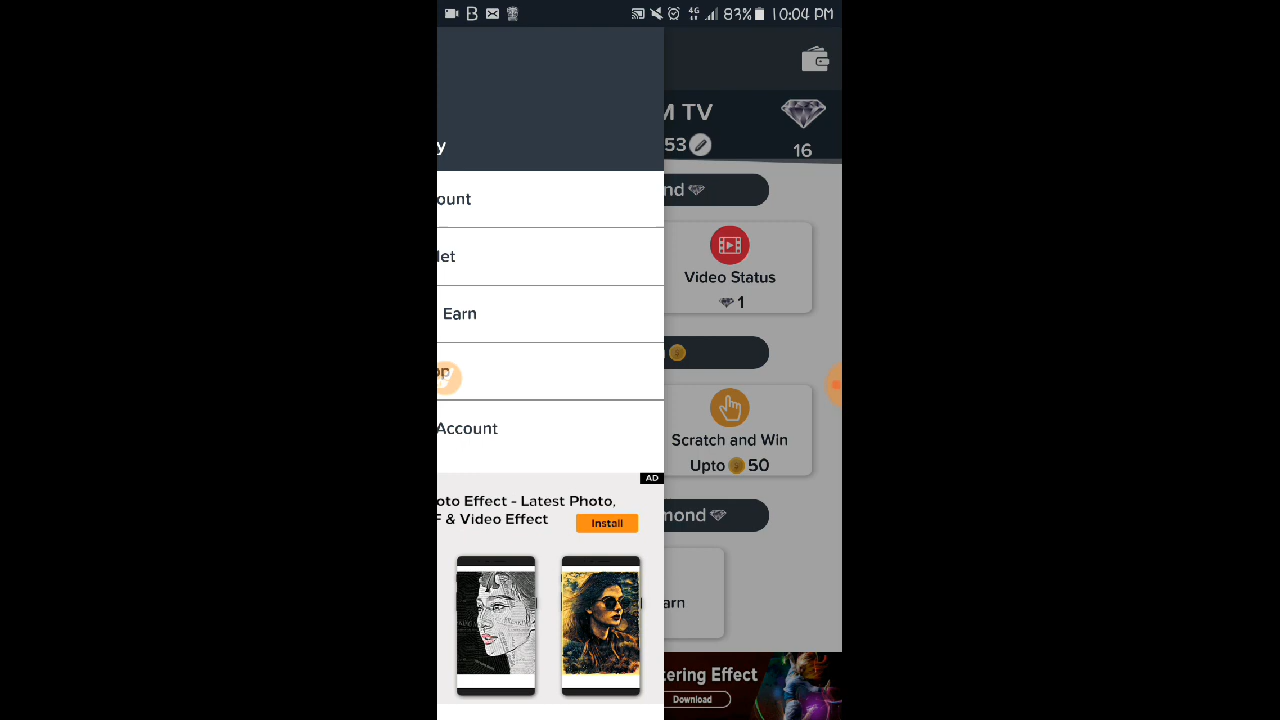 83% 10:04 PM
M TV
53
16
y
nd
ount
let
Video Status
1
Earn
op
Account
Scratch and Win
Upto 50
AD
oto Effect - Latest Photo,
F & Video Effect
Install
mond
arn
tering Effect
Download